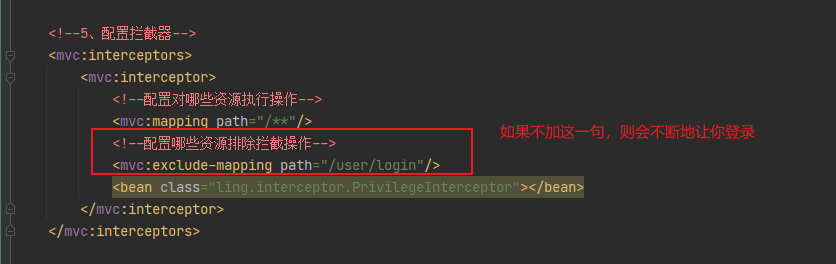 <!--5、配置拦截器-->
<mvc:interceptors>
<mvc:interceptor>
<!--配置对哪些资源执行操作-->
<mvc:mapping path="/**"/>
<!--配置哪些资源排除拦截操作-->
如果不加这一句，则会不断地让你登录
<mvc:exclude-mapping path="/user/login"/>
<bean class="ling.interceptor.PrivilegeInterceptor"></bean>
</mvc:interceptor>
</mvc:interceptors>